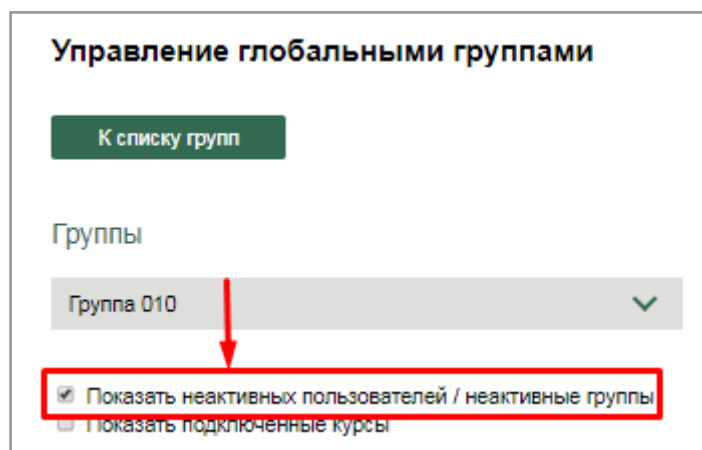 Управление глобальными группами
К списку групп
Группы
Группа 010
Показать неактивных пользователей / неактивные группы
Показать подключенные курсы